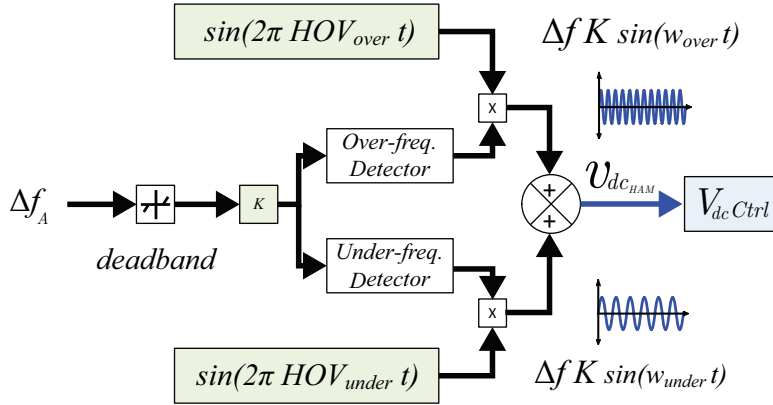 sin(2π HOV_over t)
Δf K sin(w_over t)
x
Over-freq.
Detector
Δf_A
K
+
+
v_dc_HAM
V_dc Ctrl
deadband
Under-freq.
Detector
x
sin(2π HOV_under t)
Δf K sin(w_under t)